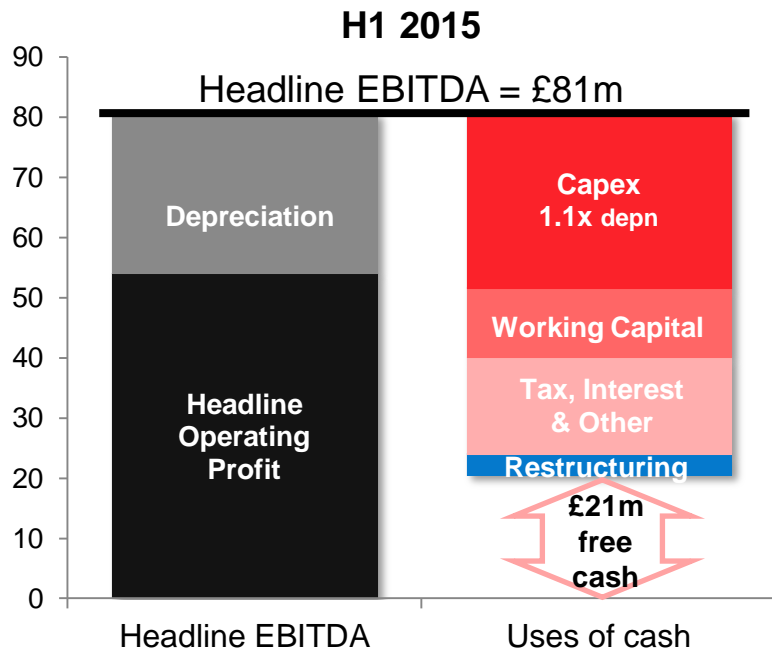 H1 2015
90
80
70
60
50
40
30
20
10
0
Headline EBITDA = £81m
Depreciation
Headline
Operating
Profit
Capex
1.1x depn
Working Capital
Tax, Interest
& Other
Restructuring
£21m
free
cash
Headline EBITDA
Uses of cash